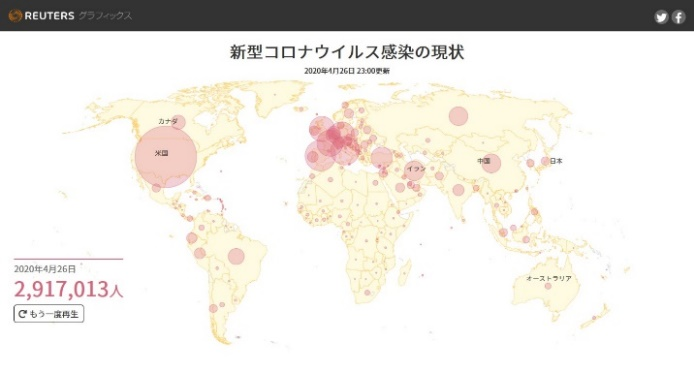 REUTERS グラフィックス
新型コロナウイルス感染の現状
2020年4月26日 23:00更新
カナダ
米国
イラン
中国
日本
オーストラリア
2020年4月26日
2,917,013人
もう一度再生